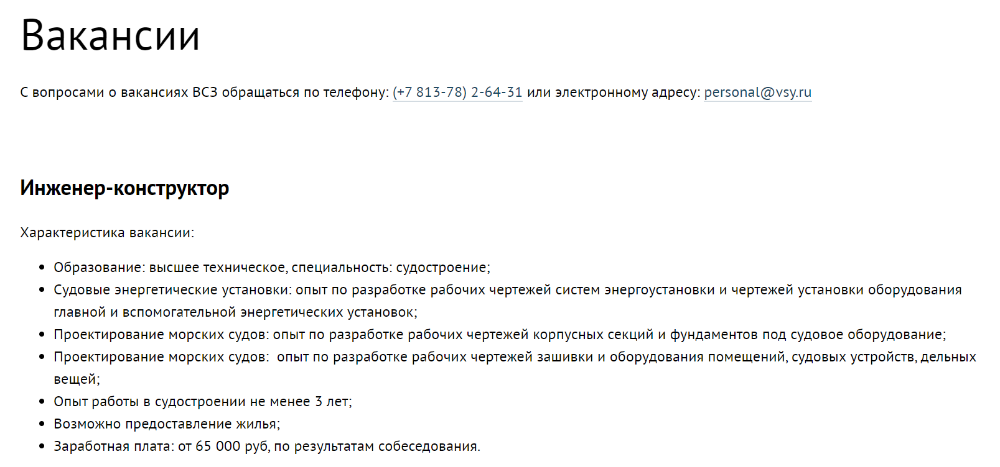 Вакансии
С вопросами о вакансиях ВСЗ обращаться по телефону: (+7 813-78) 2-64-31 или электронному адресу: personal@vsy.ru
Инженер-конструктор
Характеристика вакансии:
• Образование: высшее техническое, специальность: судостроение;
• Судовые энергетические установки: опыт по разработке рабочих чертежей систем энергоустановки и чертежей установки оборудования
главной и вспомогательной энергетических установок;
• Проектирование морских судов: опыт по разработке рабочих чертежей корпусных секций и фундаментов под судовое оборудование;
• Проектирование морских судов:  опыт по разработке рабочих чертежей зашивки и оборудования помещений, судовых устройств, дельных
вещей;
• Опыт работы в судостроении не менее 3 лет;
• Возможно предоставление жилья;
• Заработная плата: от 65 000 руб, по результатам собеседования.